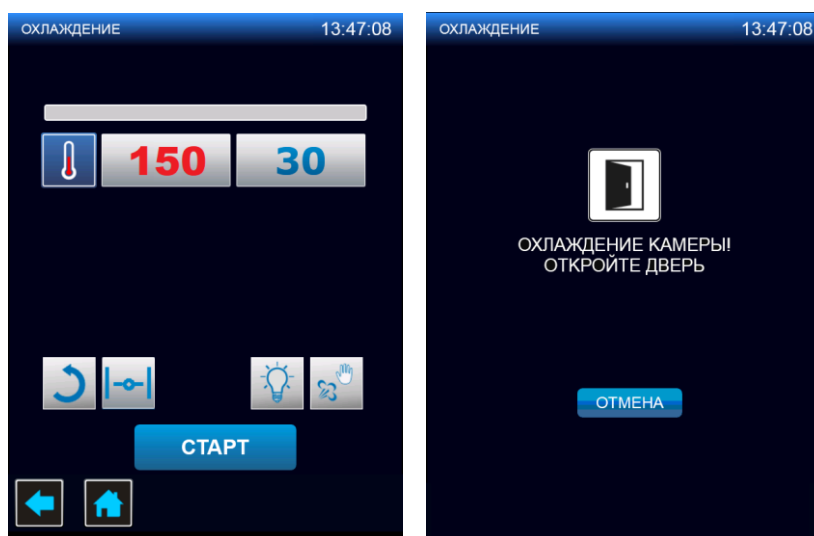 ОХЛАЖДЕНИЕ 13:47:08
150 30
СТАРТ
ОХЛАЖДЕНИЕ 13:47:08
ОХЛАЖДЕНИЕ КАМЕРЫ!
ОТКРОЙТЕ ДВЕРЬ
ОТМЕНА